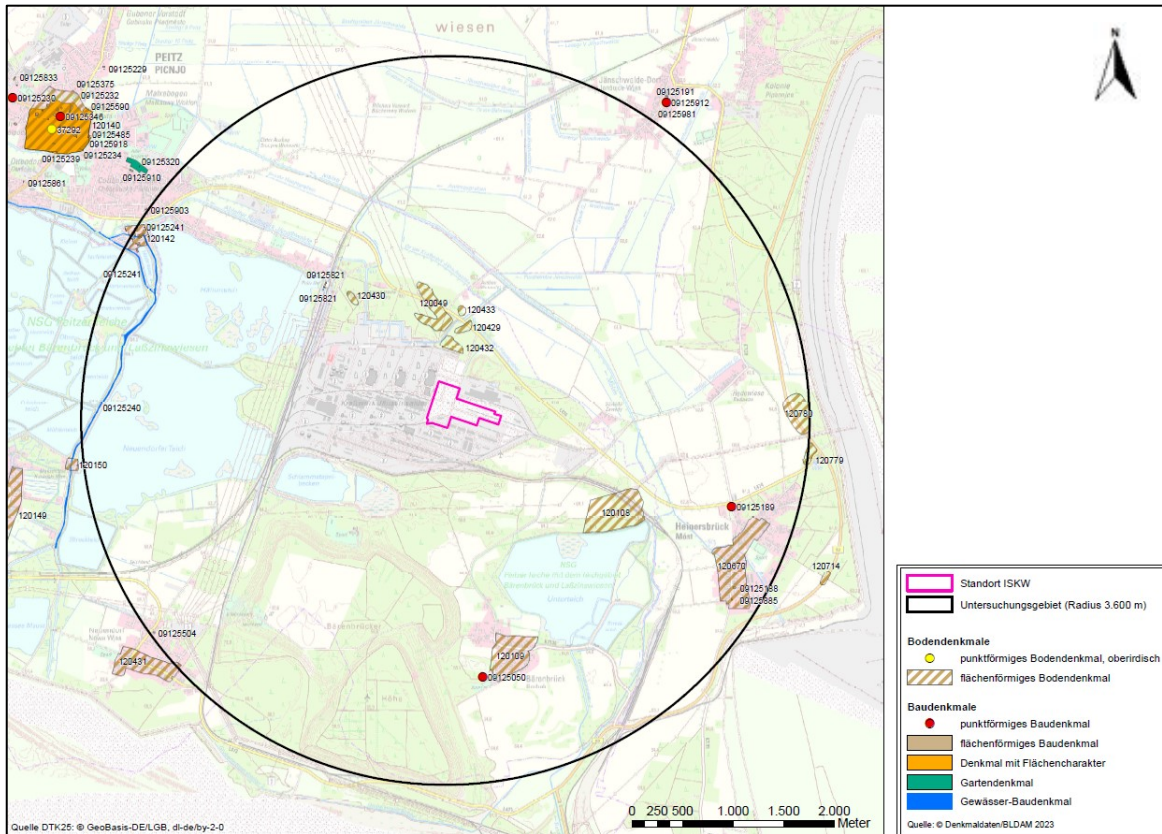 wiesen
N
PEITZ
PICNJO
09125229
09125833
09125375
09125232
09125230
09125590
09125346
120140
37292
09125485
09125918
09125239
09125234
09125320
09125910
09125861
09125903
09125241
120142
09125241
09125191
09125912
09125981
09125821
09125821
120430
120049
120433
120429
120432
09125240
120150
120149
120780
120779
120108
09125189
Heinersbrück
Móst
120670
120714
09125188
09125885
09125504
120431
120109
09125050
Bärenbrück
0 250 500 1.000 1.500 2.000
Meter
Quelle DTK25: © GeoBasis-DE/LGB, dl-de/by-2-0
Standort ISKW
Untersuchungsgebiet (Radius 3.600 m)
Bodendenkmale
punktförmiges Bodendenkmal, oberirdisch
flächenförmiges Bodendenkmal
Baudenkmale
punktförmiges Baudenkmal
flächenförmiges Baudenkmal
Denkmal mit Flächencharakter
Gartendenkmal
Gewässer-Baudenkmal
Quelle: © Denkmaldaten/BLDAM 2023